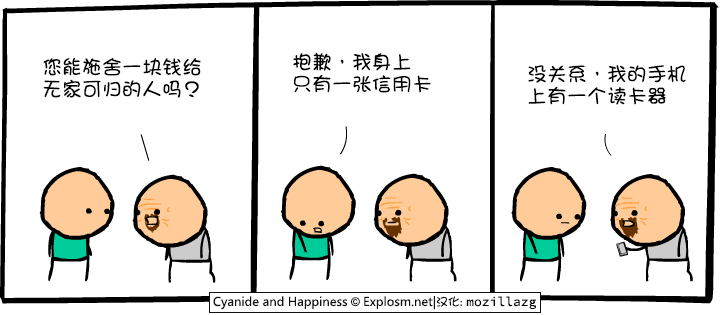 您能施舍一块钱给
无家可归的人吗？
抱歉，我身上
只有一张信用卡
没关系，我的手机
上有一个读卡器
Cyanide and Happiness © Explosm.net|汉化: mozillazg